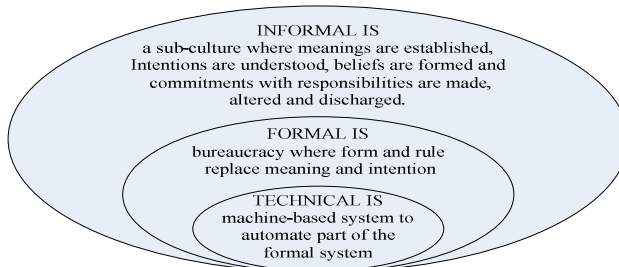 INFORMAL IS
a sub-culture where meanings are established,
Intentions are understood, beliefs are formed and
commitments with responsibilities are made,
altered and discharged.
FORMAL IS
bureaucracy where form and rule
replace meaning and intention
TECHNICAL IS
machine-based system to
automate part of the
formal system